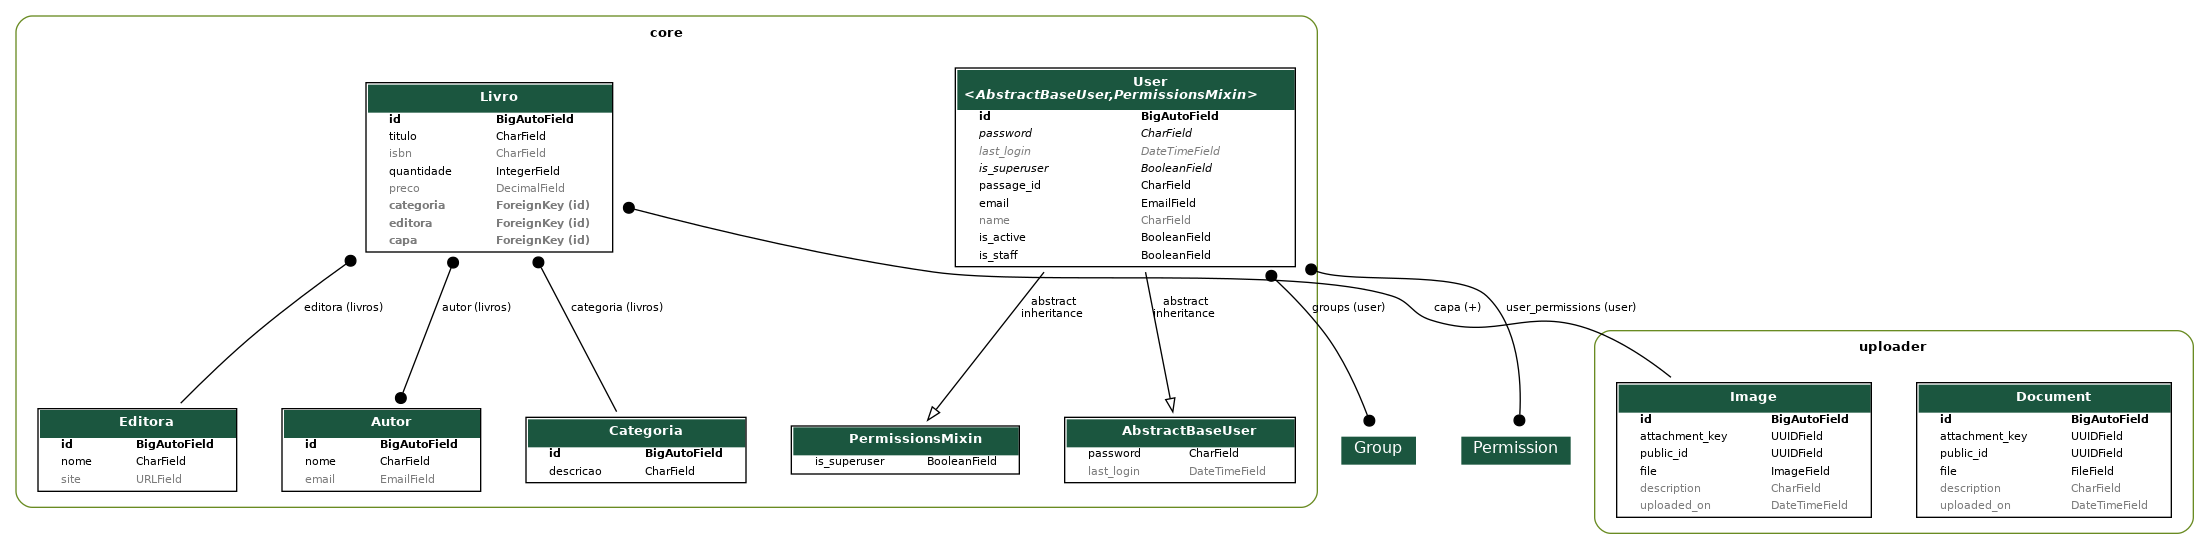 core
Livro
id BigAutoField
titulo CharField
isbn CharField
quantidade IntegerField
preco DecimalField
categoria ForeignKey (id)
editora ForeignKey (id)
capa ForeignKey (id)
User
<AbstractBaseUser,PermissionsMixin>
id BigAutoField
password CharField
last_login DateTimeField
is_superuser BooleanField
passage_id CharField
email EmailField
name CharField
is_active BooleanField
is_staff BooleanField
editora (livros)
autor (livros)
categoria (livros)
abstract
inheritance
abstract
inheritance
groups (user)
capa (+)
user_permissions (user)
Editora
id BigAutoField
nome CharField
site URLField
Autor
id BigAutoField
nome CharField
email EmailField
Categoria
id BigAutoField
descricao CharField
PermissionsMixin
is_superuser BooleanField
AbstractBaseUser
password CharField
last_login DateTimeField
Group
Permission
uploader
Image
id BigAutoField
attachment_key UUIDField
public_id UUIDField
file ImageField
description CharField
uploaded_on DateTimeField
Document
id BigAutoField
attachment_key UUIDField
public_id UUIDField
file FileField
description CharField
uploaded_on DateTimeField